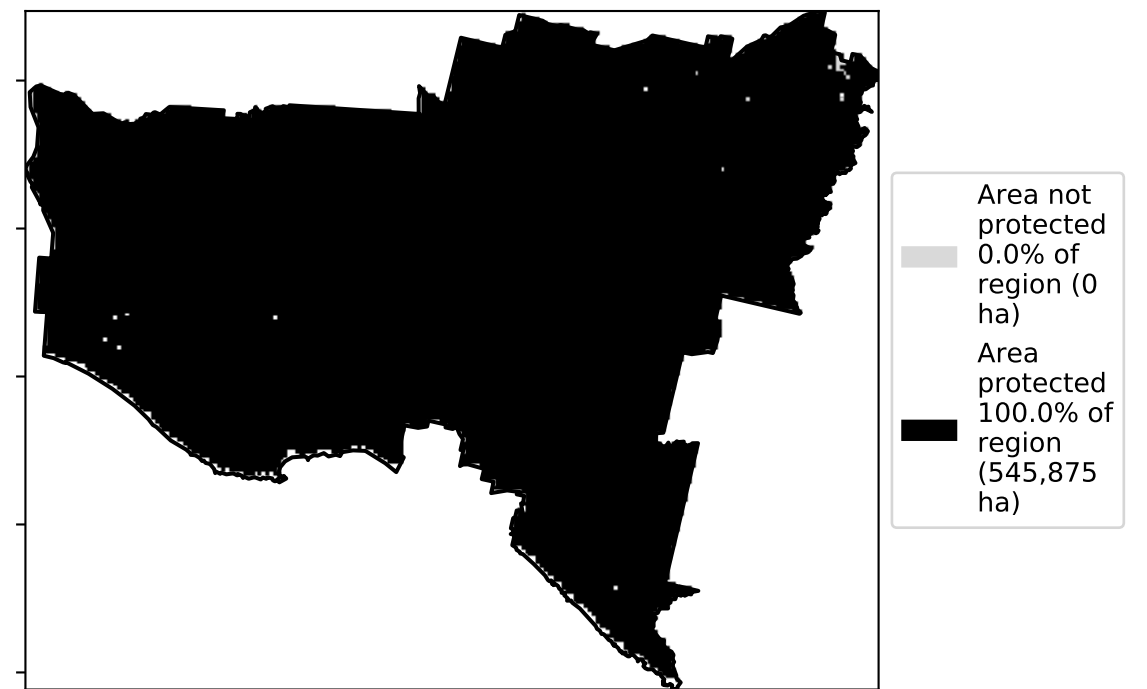 Area not
protected
0.0% of
region (0
ha)
Area
protected
100.0% of
region
(545,875
ha)